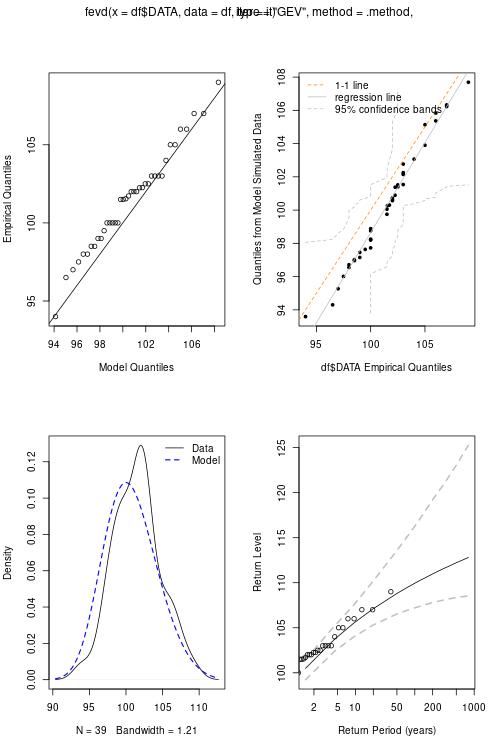 fevd(x = df$DATA, data = df, type = "GEV", method = .method,
Empirical Quantiles
105
100
95
94 96 98 102 106
Model Quantiles
1-1 line
regression line
95% confidence bands
Quantiles from Model Simulated Data
108
106
104
102
100
98
96
94
95 100 105
df$DATA Empirical Quantiles
Data
Model
Density
0.12
0.10
0.08
0.06
0.04
0.02
0.00
90 95 100 105 110
N = 39 Bandwidth = 1.21
Return Level
125
120
115
110
105
100
2 5 10 50 200 1000
Return Period (years)